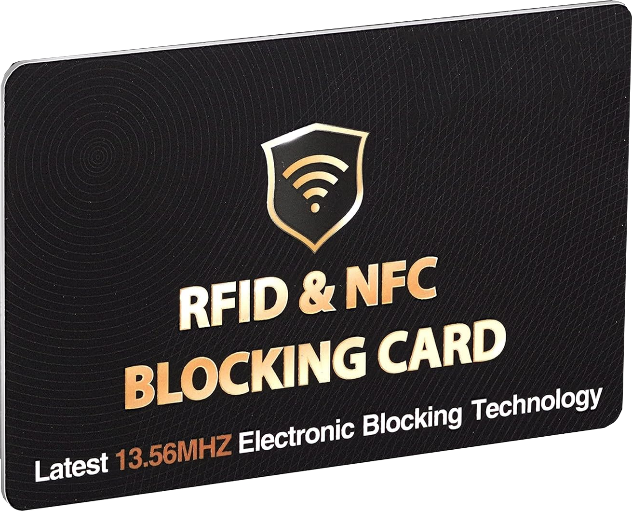 RFID & NFC
BLOCKING CARD
Latest 13.56MHZ Electronic Blocking Technology